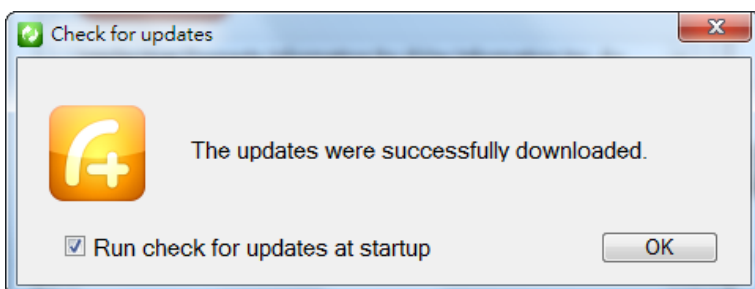 Check for updates
The updates were successfully downloaded.
Run check for updates at startup
OK